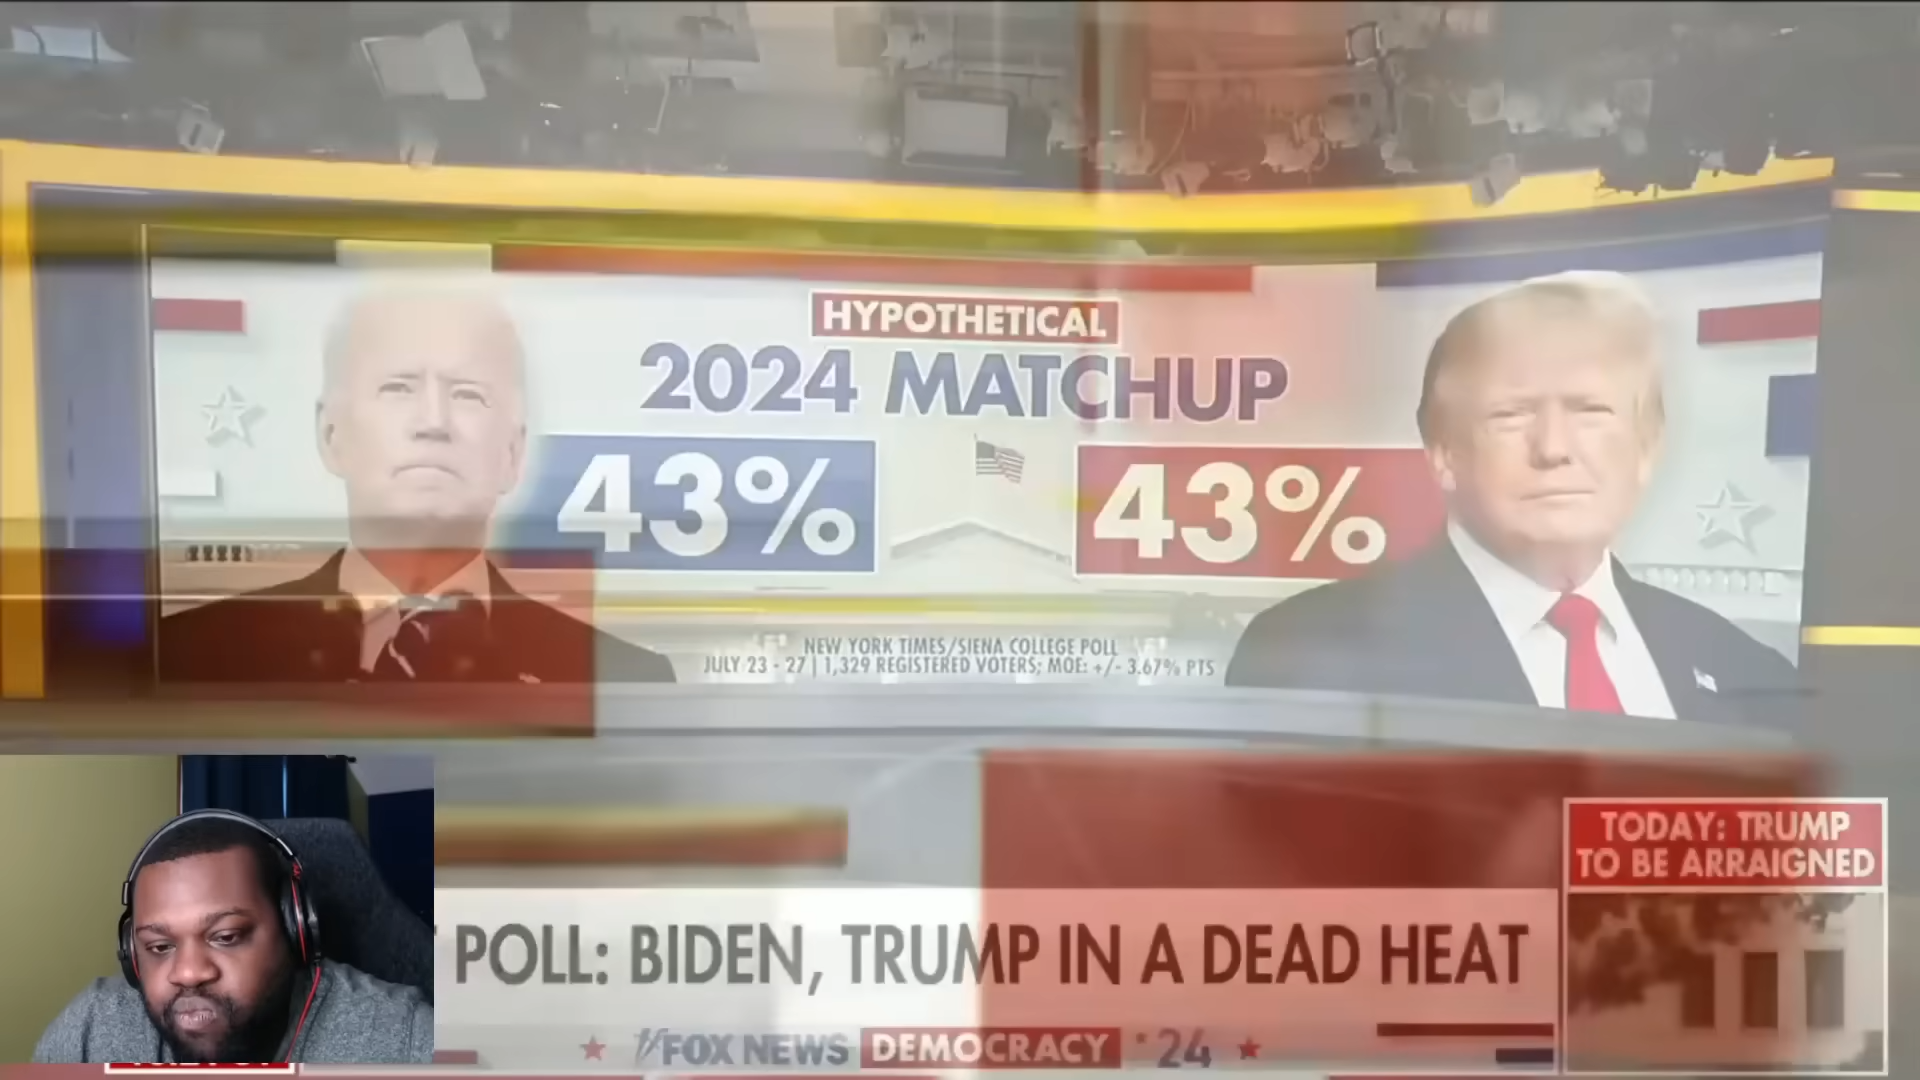 HYPOTHETICAL
2024 MATCHUP
43%
43%
NEW YORK TIMES/SIENA COLLEGE POLL
JULY 23 - 27 | 1,329 REGISTERED VOTERS; MOE: +/- 3.67% PTS
TODAY: TRUMP
TO BE ARRAIGNED
POLL: BIDEN, TRUMP IN A DEAD HEAT
FOX NEWS DEMOCRACY '24